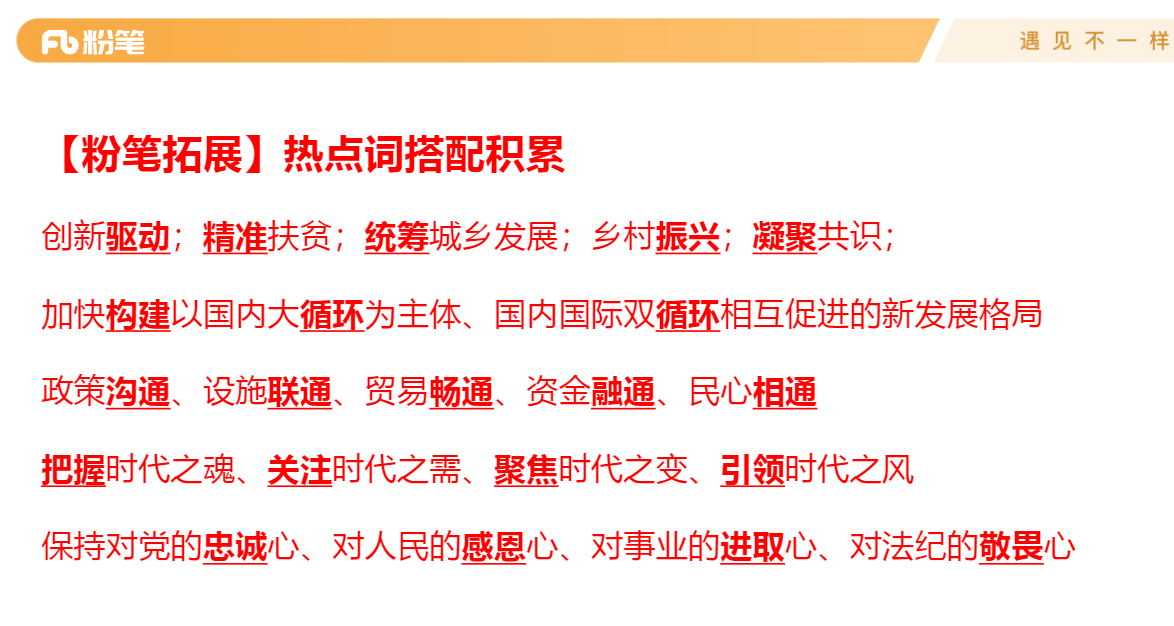 粉笔
遇见不一样
【粉笔拓展】热点词搭配积累
创新驱动；精准扶贫；统筹城乡发展；乡村振兴；凝聚共识；
加快构建以国内大循环为主体、国内国际双循环相互促进的新发展格局
政策沟通、设施联通、贸易畅通、资金融通、民心相通
把握时代之魂、关注时代之需、聚焦时代之变、引领时代之风
保持对党的忠诚心、对人民的感恩心、对事业的进取心、对法纪的敬畏心